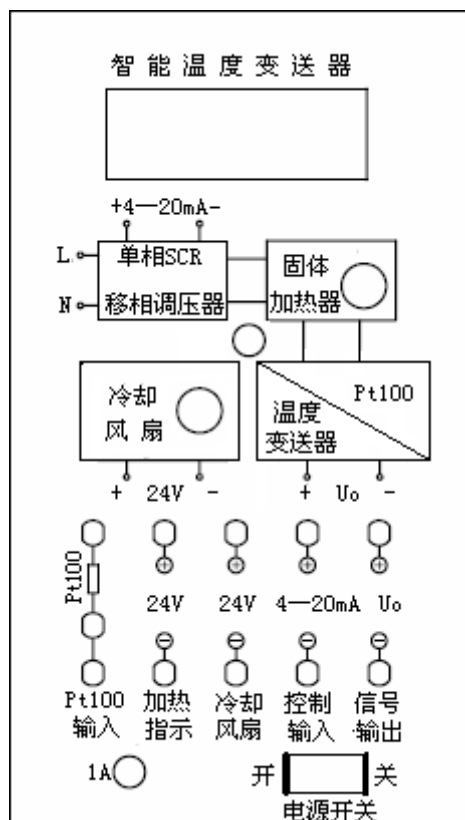 智能温度变送器
+4—20mA-
L
单相SCR
固体
加热器
N
移相调压器
冷却
风扇
Pt100
温度
变送器
+ 24V -
+ Uo -
Pt100
24V 24V 4—20mA Uo
Pt100 加热 冷却 控制 信号
输入 指示 风扇 输入 输出
1A
开 关
电源开关